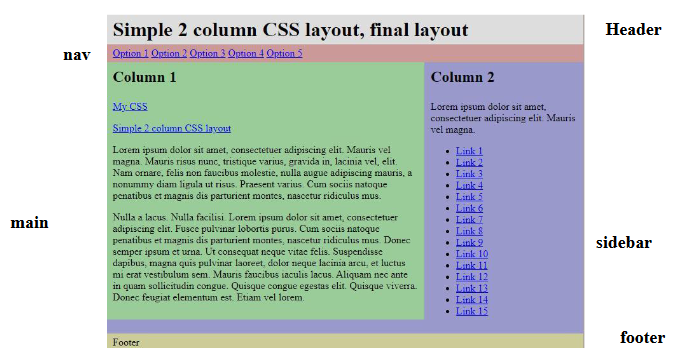 Simple 2 column CSS layout, final layout
Header
nav
Option 1 Option 2 Option 3 Option 4 Option 5
Column 1
My CSS
Simple 2 column CSS layout
Lorem ipsum dolor sit amet, consectetuer adipiscing elit. Mauris vel
magna. Mauris risus nunc, tristique varius, gravida in, lacinia vel, elit.
Nam ornare, felis non faucibus molestie, nulla augue adipiscing mauris, a
nonummy diam ligula ut risus. Praesent varius. Cum sociis natoque
penatibus et magnis dis parturient montes, nascetur ridiculus mus.
Nulla a lacus. Nulla facilisi. Lorem ipsum dolor sit amet, consectetuer
adipiscing elit. Fusce pulvinar lobortis purus. Cum sociis natoque
penatibus et magnis dis parturient montes, nascetur ridiculus mus. Donec
semper ipsum et urna. Ut consequat neque vitae felis. Suspendisse
dapibus, magna quis pulvinar laoreet, dolor neque lacinia arcu, et luctus
mi erat vestibulum sem. Mauris faucibus iaculis lacus. Aliquam nec ante
in quam sollicitudin congue. Quisque congue egestas elit. Quisque viverra.
Donec feugiat elementum est. Etiam vel lorem.
main
Column 2
Lorem ipsum dolor sit amet,
consectetuer adipiscing elit. Mauris
vel magna.
Link 1
Link 2
Link 3
Link 4
Link 5
Link 6
Link 7
Link 8
Link 9
Link 10
Link 11
Link 12
Link 13
Link 14
Link 15
sidebar
Footer
footer